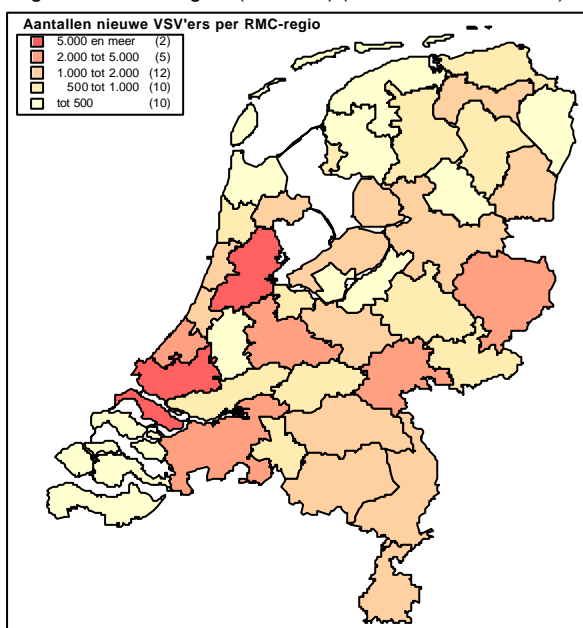 Aantallen nieuwe VSV'ers per RMC-regio
5.000 en meer (2)
2.000 tot 5.000 (5)
1.000 tot 2.000 (12)
500 tot 1.000 (10)
tot 500 (10)